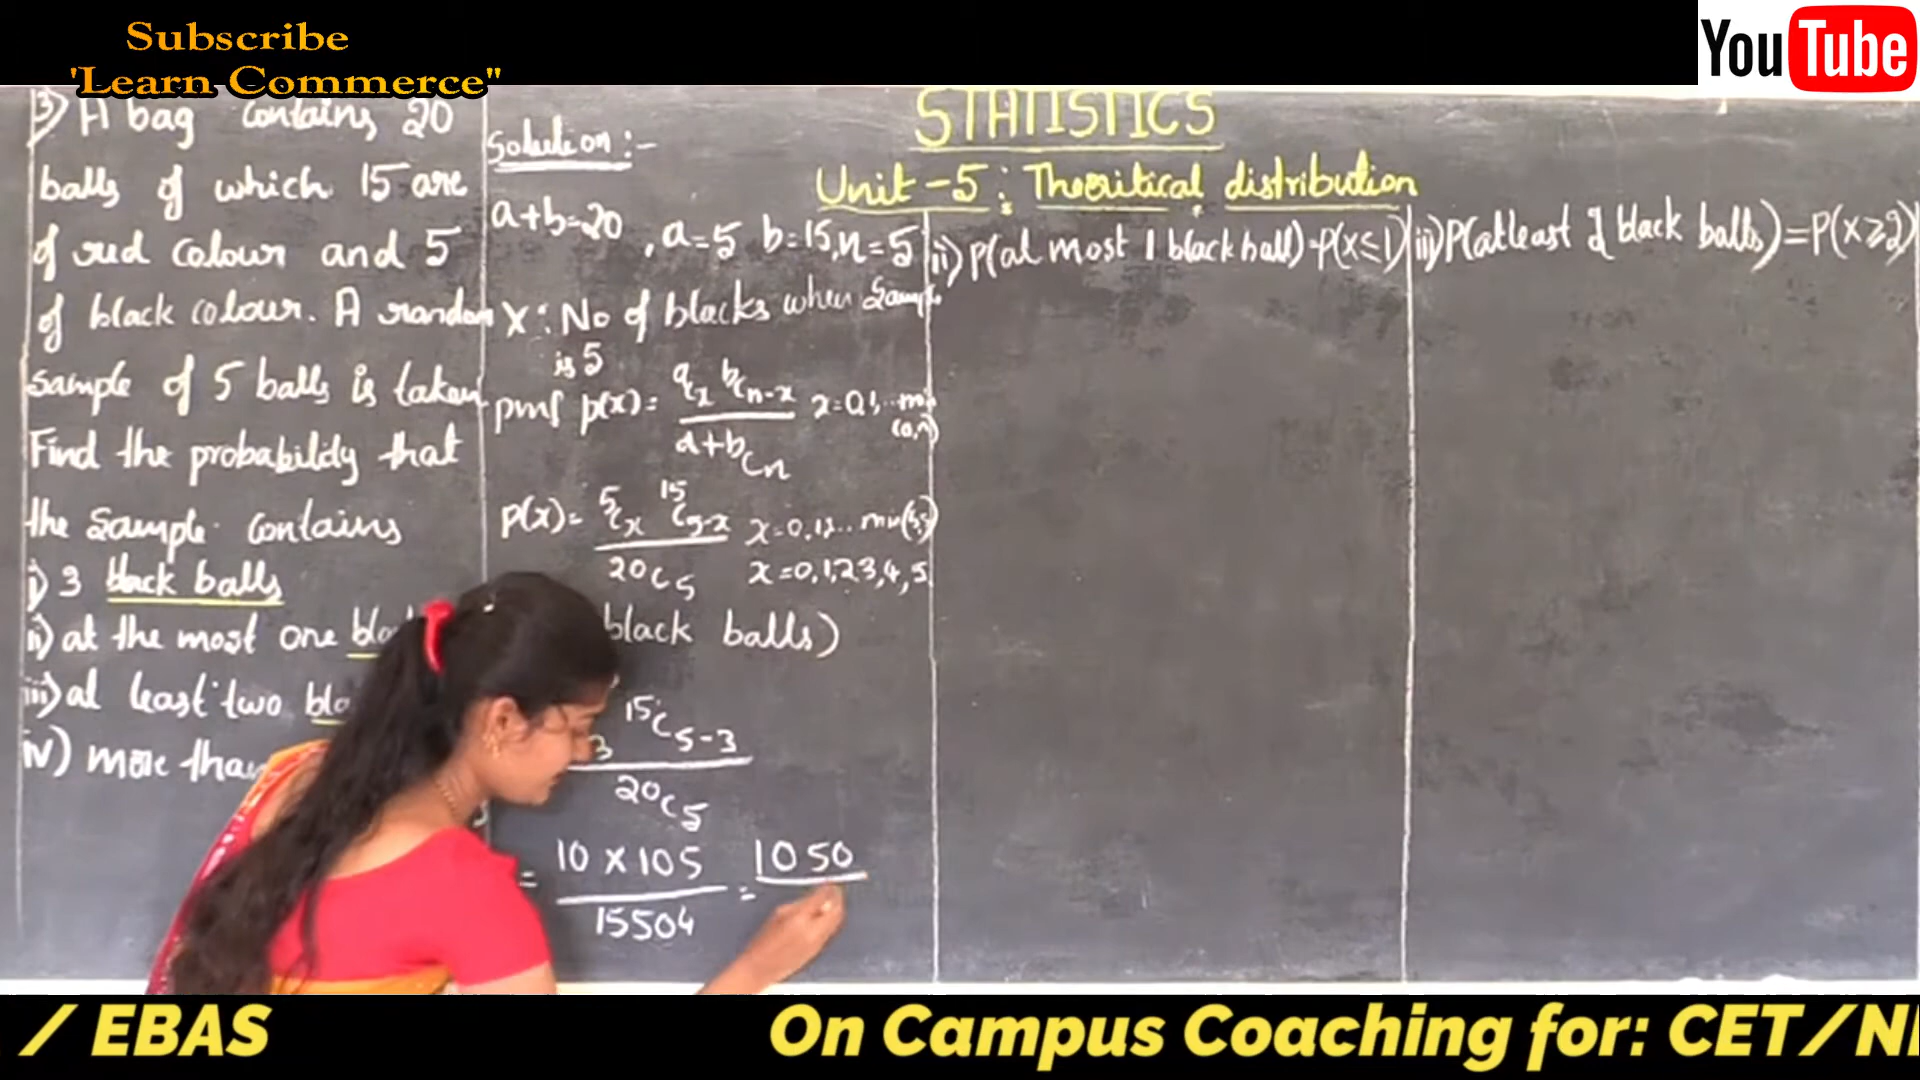 Subscribe
'Learn Commerce"
YouTube
STATISTICS
Unit-5: Theoritical distribution
3) A bag contains 20
balls of which 15 are
of red colour and 5
of black colour. A random
sample of 5 balls is taken.
Find the probability that
the sample contains
i) 3 black balls
ii) at the most one
iii) at least two
iv) more than
Solution :-
a+b=20, a=5 b=15, n=5
X: No of blacks when Sample
is 5
pmf p(x)= aCx bCn-x x=0,1,...min
a+bCn (a,n)
p(x)= 5Cx 15C5-x x=0,1,2... min(5,5)
20C5 x=0,1,2,3,4,5
black balls)
3 15C5-3
20C5
= 10 x 105 = 1050
15504
ii) P(at most 1 black ball)=P(x≤1)
iii) P(atleast 2 black balls)=P(x≥2)
/ EBAS
On Campus Coaching for: CET/